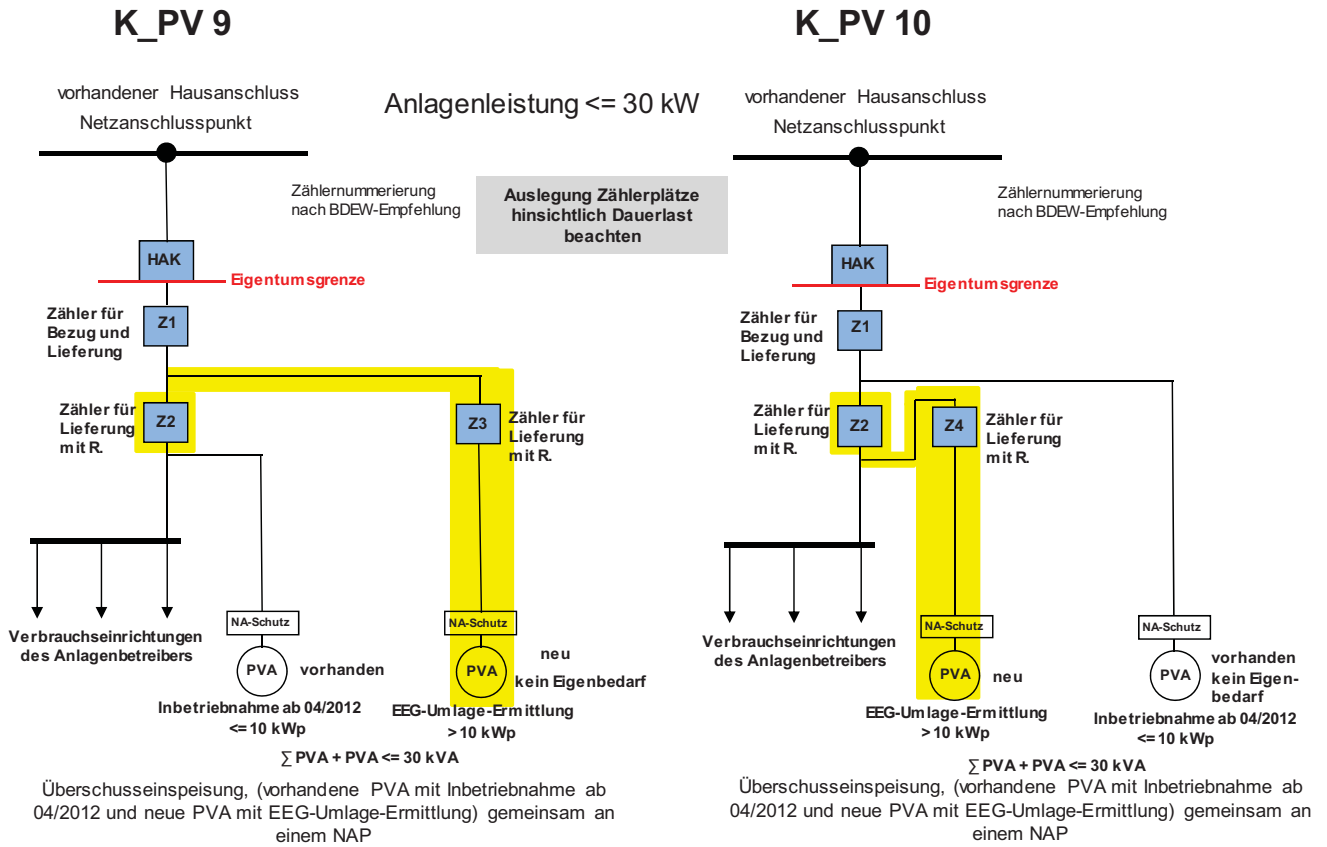 K_PV 9
K_PV 10
vorhandener Hausanschluss
Netzanschlusspunkt
Anlagenleistung <= 30 kW
vorhandener Hausanschluss
Netzanschlusspunkt
Zählernummerierung
nach BDEW-Empfehlung
Auslegung Zählerplätze
hinsichtlich Dauerlast
beachten
Zählernummerierung
nach BDEW-Empfehlung
HAK
Eigentumsgrenze
Zähler für
Bezug und
Lieferung
Z1
Zähler für
Lieferung
mit R.
Z2
Z3
Zähler für
Lieferung
mit R.
NA-Schutz
NA-Schutz
Verbrauchseinrichtungen
des Anlagenbetreibers
PVA
vorhanden
PVA
neu
kein Eigenbedarf
Inbetriebnahme ab 04/2012
<= 10 kWp
EEG-Umlage-Ermittlung
> 10 kWp
∑ PVA + PVA <= 30 kVA
Überschusseinspeisung, (vorhandene PVA mit Inbetriebnahme ab
04/2012 und neue PVA mit EEG-Umlage-Ermittlung) gemeinsam an
einem NAP
HAK
Eigentumsgrenze
Zähler für
Bezug und
Lieferung
Z1
Zähler für
Lieferung
mit R.
Z2
Z4
Zähler für
Lieferung
mit R.
NA-Schutz
NA-Schutz
Verbrauchseinrichtungen
des Anlagenbetreibers
PVA
neu
PVA
vorhanden
kein Eigen-
bedarf
EEG-Umlage-Ermittlung
> 10 kWp
Inbetriebnahme ab 04/2012
<= 10 kWp
∑ PVA + PVA <= 30 kVA
Überschusseinspeisung, (vorhandene PVA mit Inbetriebnahme ab
04/2012 und neue PVA mit EEG-Umlage-Ermittlung) gemeinsam an
einem NAP